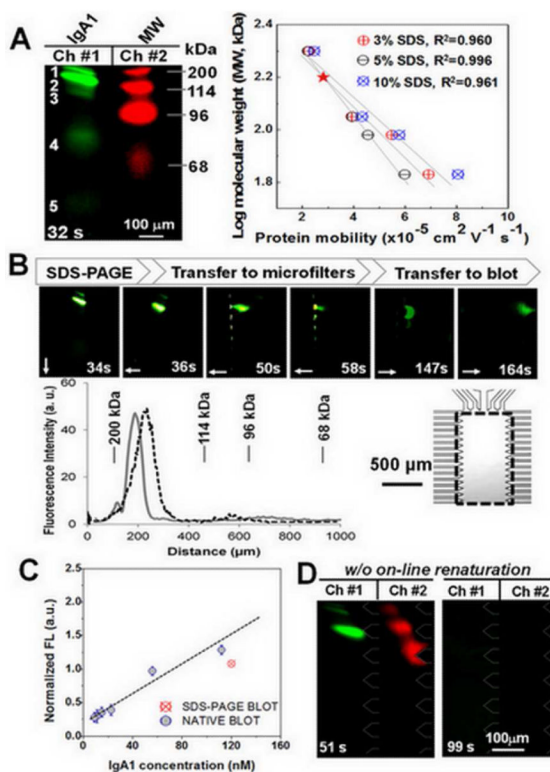 A
IgA1 MW
Ch #1 Ch #2 kDa
1 200
2 114
3 96
4 68
5
32 s 100 µm
Log molecular weight (MW, kDa)
2.4
2.2
2.0
1.8
3% SDS, R²=0.960
5% SDS, R²=0.996
10% SDS, R²=0.961
2 4 6 8 10
Protein mobility (x10⁻⁵ cm² V⁻¹ s⁻¹)
B
SDS-PAGE Transfer to microfilters Transfer to blot
34s 36s 50s 58s 147s 164s
Fluorescence Intensity (a. u.)
60
40
20
0
200 kDa 114 kDa 96 kDa 68 kDa
0 200 400 600 800 1000
Distance (µm)
500 µm
C
Normalized FL (a.u.)
2.5
2.0
1.5
1.0
0.5
0.0
SDS-PAGE BLOT
NATIVE BLOT
0 40 80 120 160
IgA1 concentration (nM)
D
w/o on-line renaturation
Ch #1 Ch #2 Ch #1 Ch #2
51 s 99 s 100µm